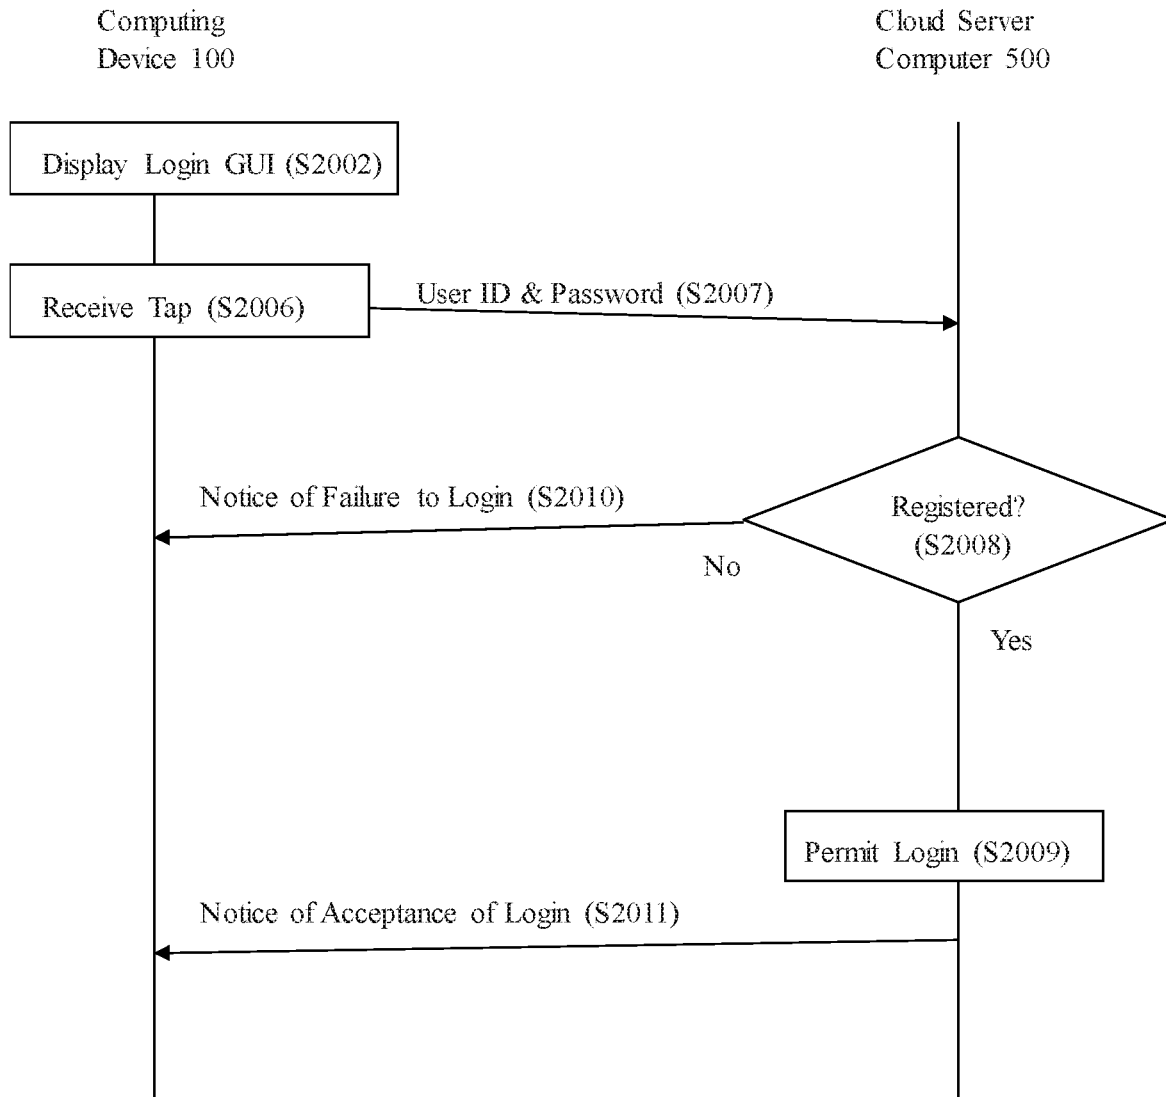 Computing
Device 100
Cloud Server
Computer 500
Display Login GUI (S2002)
Receive Tap (S2006)
User ID & Password (S2007)
Notice of Failure to Login (S2010)
Registered?
(S2008)
No
Yes
Permit Login (S2009)
Notice of Acceptance of Login (S2011)